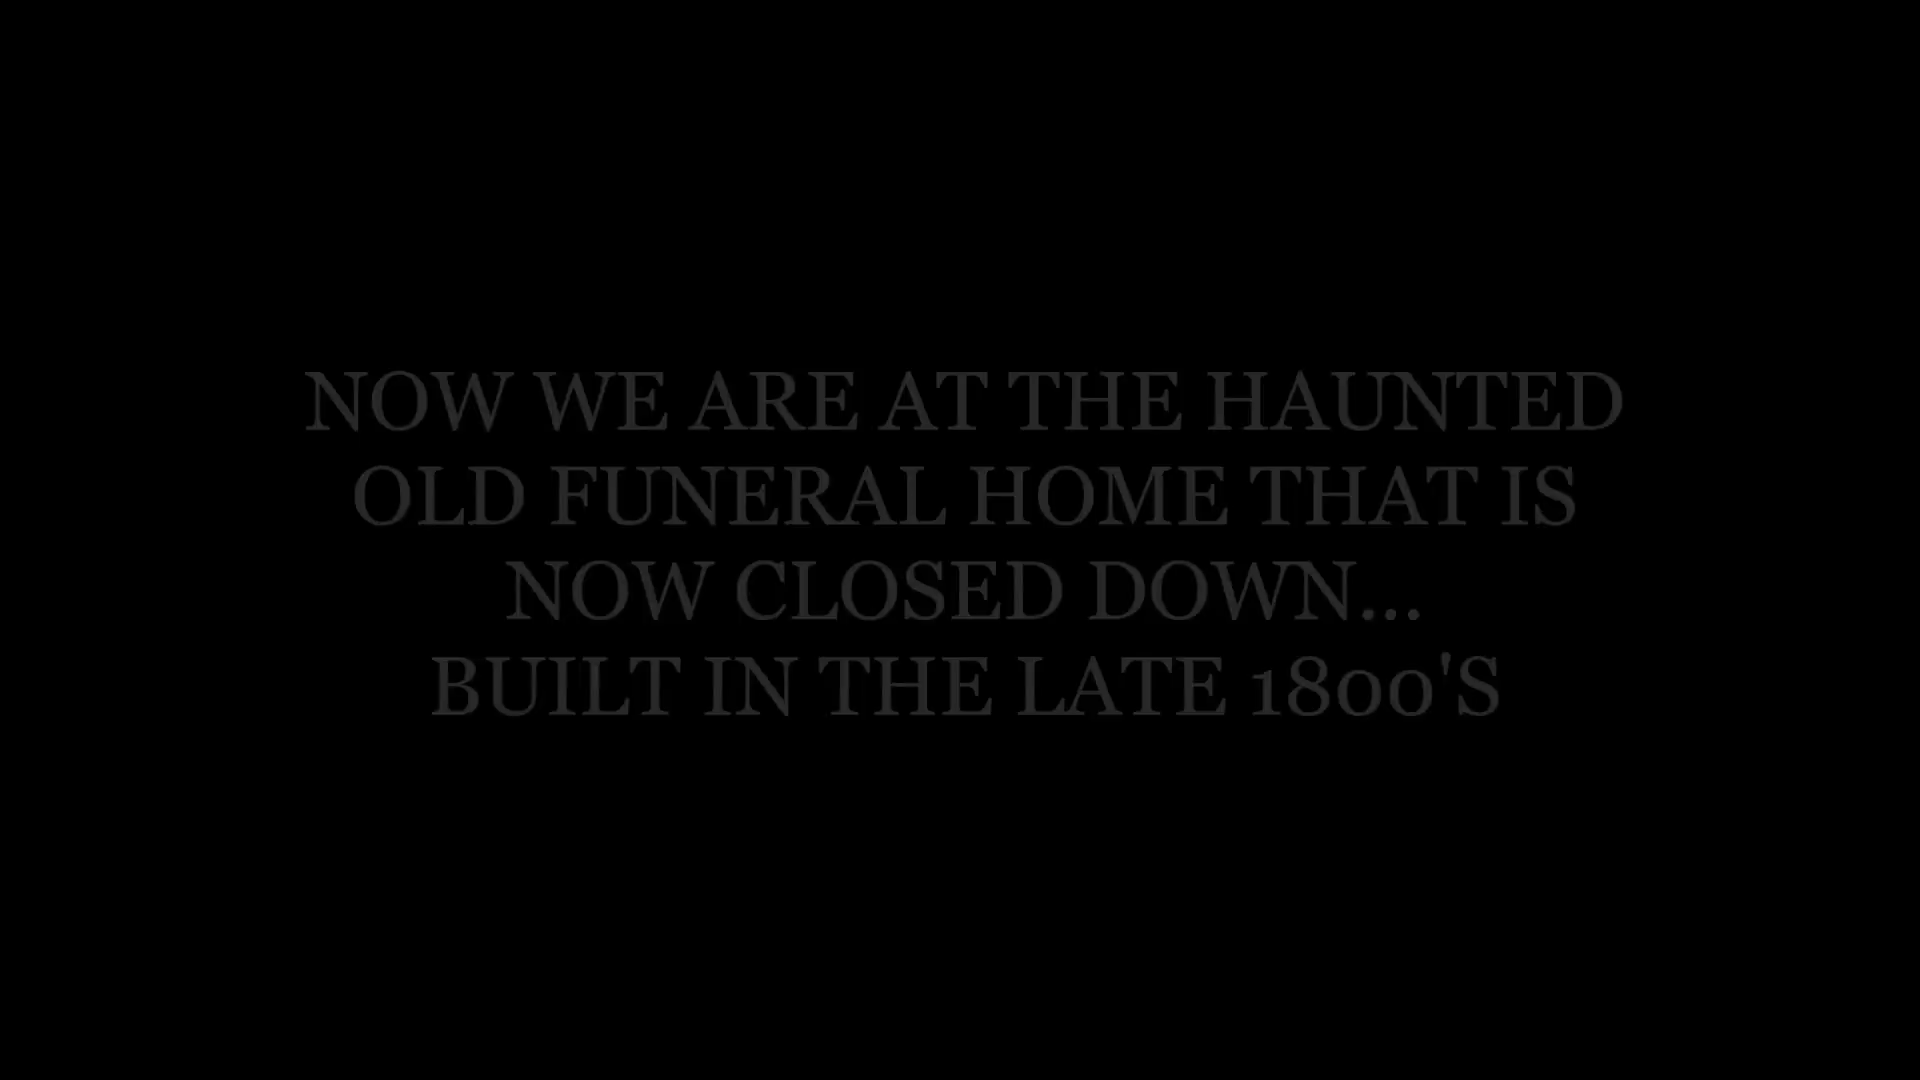 NOW WE ARE AT THE HAUNTED
OLD FUNERAL HOME THAT IS
NOW CLOSED DOWN...
BUILT IN THE LATE 1800'S